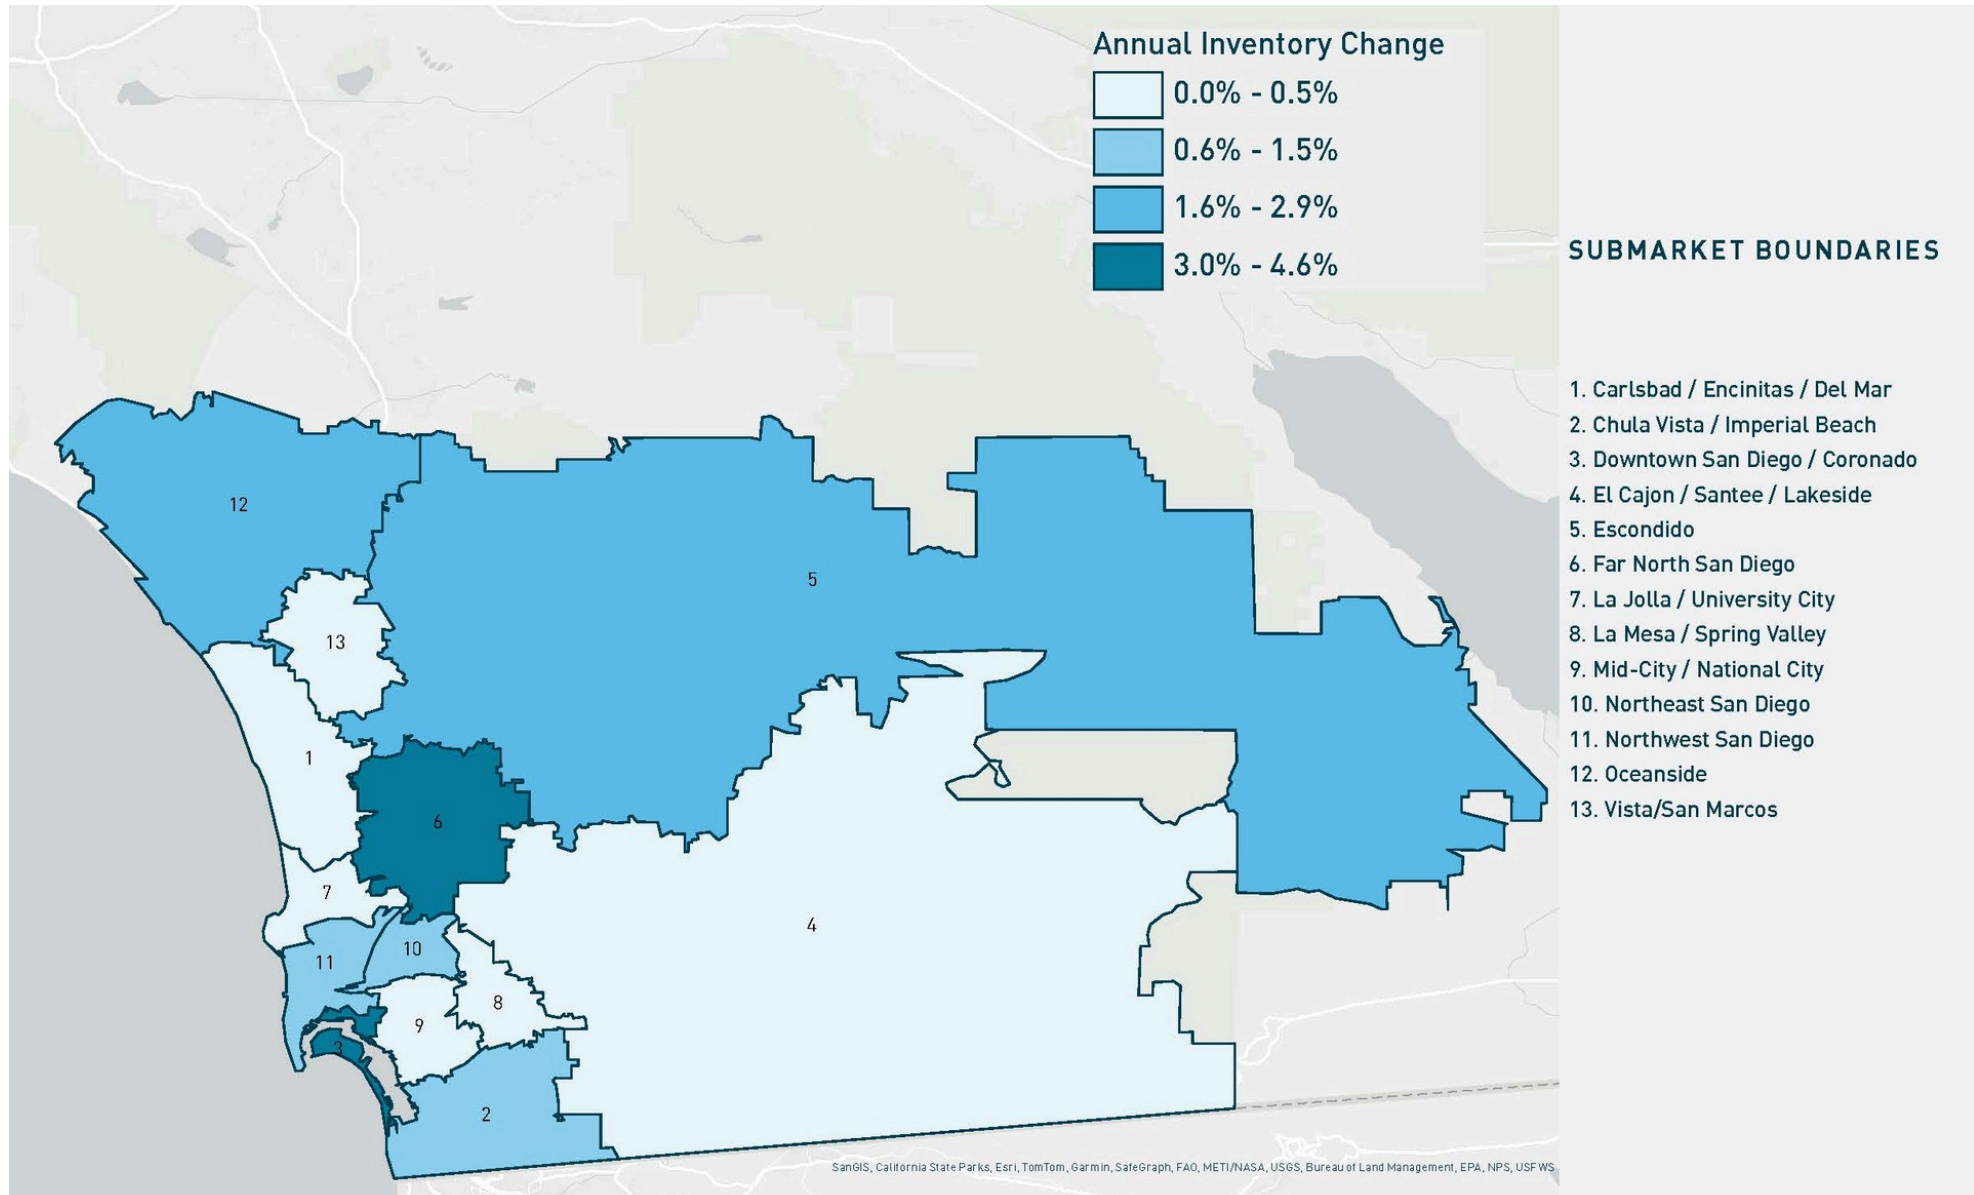 Annual Inventory Change
0.0% - 0.5%
0.6% - 1.5%
1.6% - 2.9%
3.0% - 4.6%
SUBMARKET BOUNDARIES
1. Carlsbad / Encinitas / Del Mar
2. Chula Vista / Imperial Beach
3. Downtown San Diego / Coronado
4. El Cajon / Santee / Lakeside
5. Escondido
6. Far North San Diego
7. La Jolla / University City
8. La Mesa / Spring Valley
9. Mid-City / National City
10. Northeast San Diego
11. Northwest San Diego
12. Oceanside
13. Vista/San Marcos
12
5
13
1
6
7
4
10
11
8
9
3
2
SanGIS, California State Parks, Esri, TomTom, Garmin, SafeGraph, FAO, METI/NASA, USGS, Bureau of Land Management, EPA, NPS, USFWS